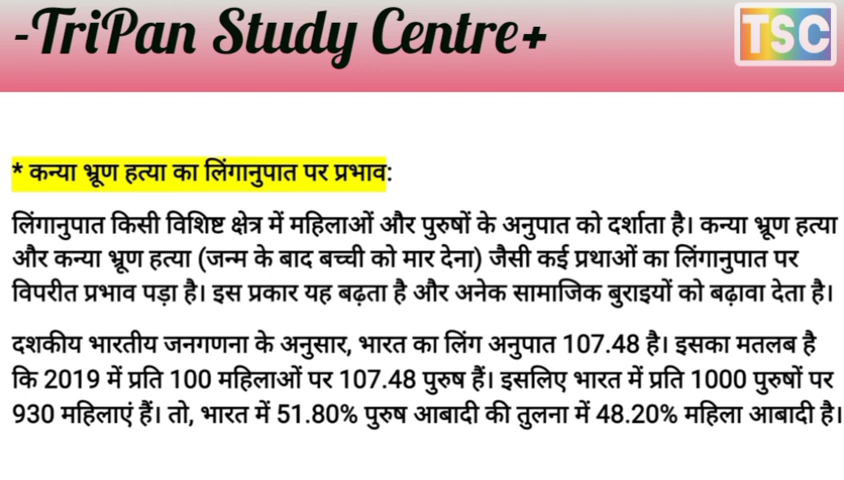 -TriPan Study Centre+
TSC
* कन्या भ्रूण हत्या का लिंगानुपात पर प्रभाव:
लिंगानुपात किसी विशिष्ट क्षेत्र में महिलाओं और पुरुषों के अनुपात को दर्शाता है। कन्या भ्रूण हत्या
और कन्या भ्रूण हत्या (जन्म के बाद बच्ची को मार देना) जैसी कई प्रथाओं का लिंगानुपात पर
विपरीत प्रभाव पड़ा है। इस प्रकार यह बढ़ता है और अनेक सामाजिक बुराइयों को बढ़ावा देता है।
दशकीय भारतीय जनगणना के अनुसार, भारत का लिंग अनुपात 107.48 है। इसका मतलब है
कि 2019 में प्रति 100 महिलाओं पर 107.48 पुरुष हैं। इसलिए भारत में प्रति 1000 पुरुषों पर
930 महिलाएं हैं। तो, भारत में 51.80% पुरुष आबादी की तुलना में 48.20% महिला आबादी है।